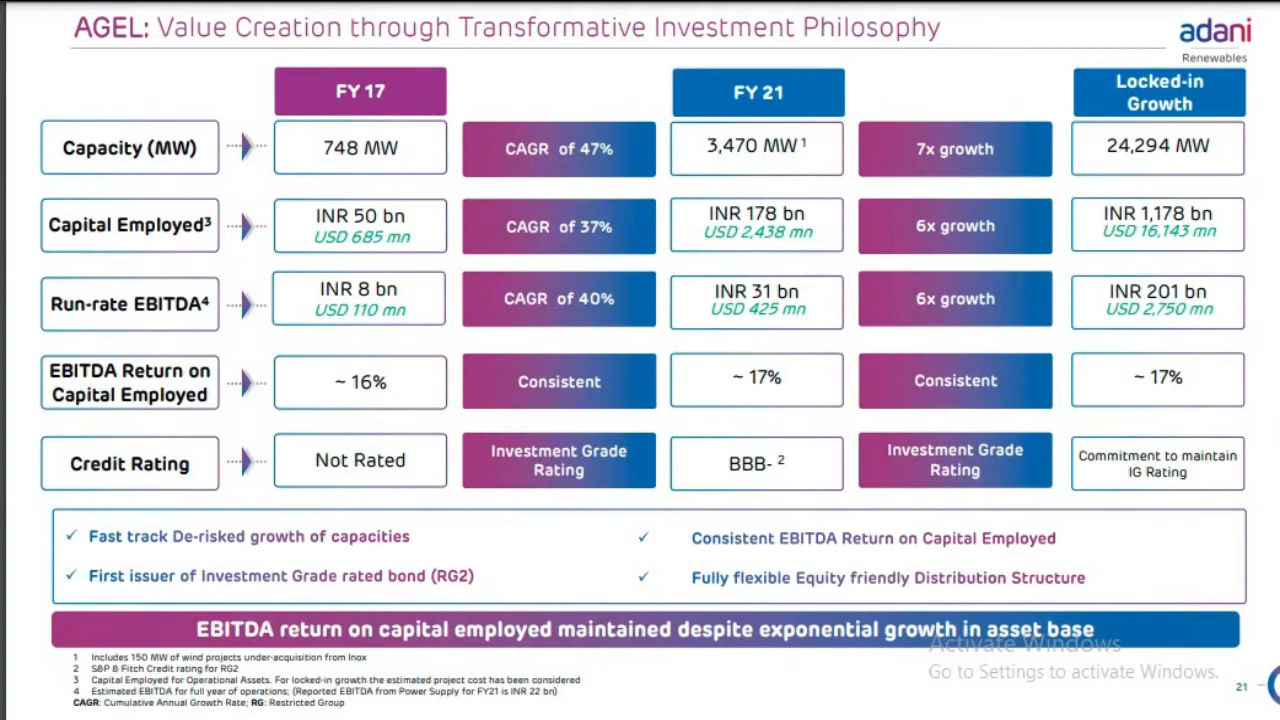 AGEL: Value Creation through Transformative Investment Philosophy
adani
Renewables
FY 17
FY 21
Locked-in
Growth
Capacity (MW)
748 MW
CAGR of 47%
3,470 MW 1
7x growth
24,294 MW
Capital Employed3
INR 50 bn
USD 685 mn
CAGR of 37%
INR 178 bn
USD 2,438 mn
6x growth
INR 1,178 bn
USD 16,143 mn
Run-rate EBITDA4
INR 8 bn
USD 110 mn
CAGR of 40%
INR 31 bn
USD 425 mn
6x growth
INR 201 bn
USD 2,750 mn
EBITDA Return on
Capital Employed
~ 16%
Consistent
~ 17%
Consistent
~ 17%
Credit Rating
Not Rated
Investment Grade
Rating
BBB- 2
Investment Grade
Rating
Commitment to maintain
IG Rating
✓ Fast track De-risked growth of capacities
✓ Consistent EBITDA Return on Capital Employed
✓ First issuer of Investment Grade rated bond (RG2)
✓ Fully flexible Equity friendly Distribution Structure
EBITDA return on capital employed maintained despite exponential growth in asset base
1 Includes 150 MW of wind projects under-acquisition from Inox
2 S&P & Fitch Credit rating for RG2
3 Capital Employed for Operational Assets. For locked-in growth the estimated project cost has been considered
4 Estimated EBITDA for full year of operations; (Reported EBITDA from Power Supply for FY21 is INR 22 bn)
CAGR: Cumulative Annual Growth Rate; RG: Restricted Group
Activate Windows
Go to Settings to activate Windows.
21